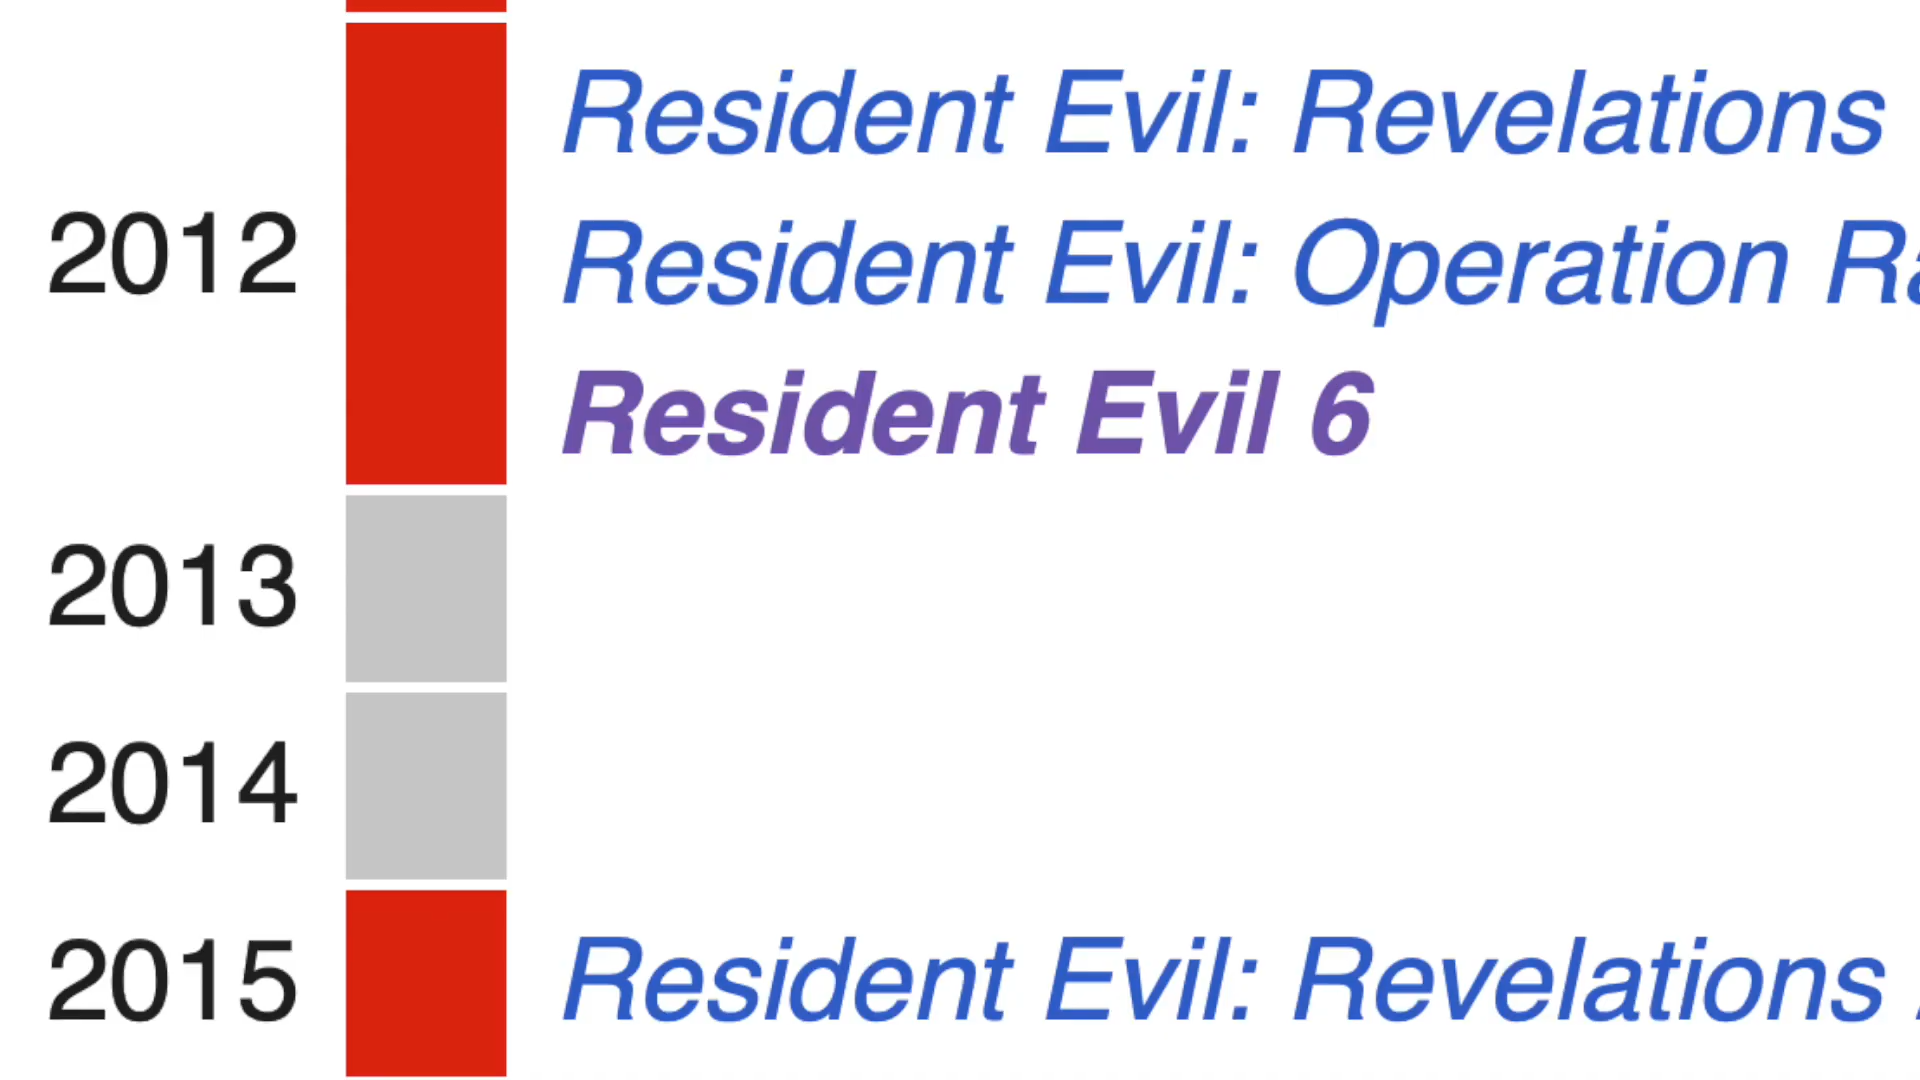 Resident Evil: Revelations
2012
Resident Evil: Operation
Resident Evil 6
2013
2014
2015
Resident Evil: Revelations